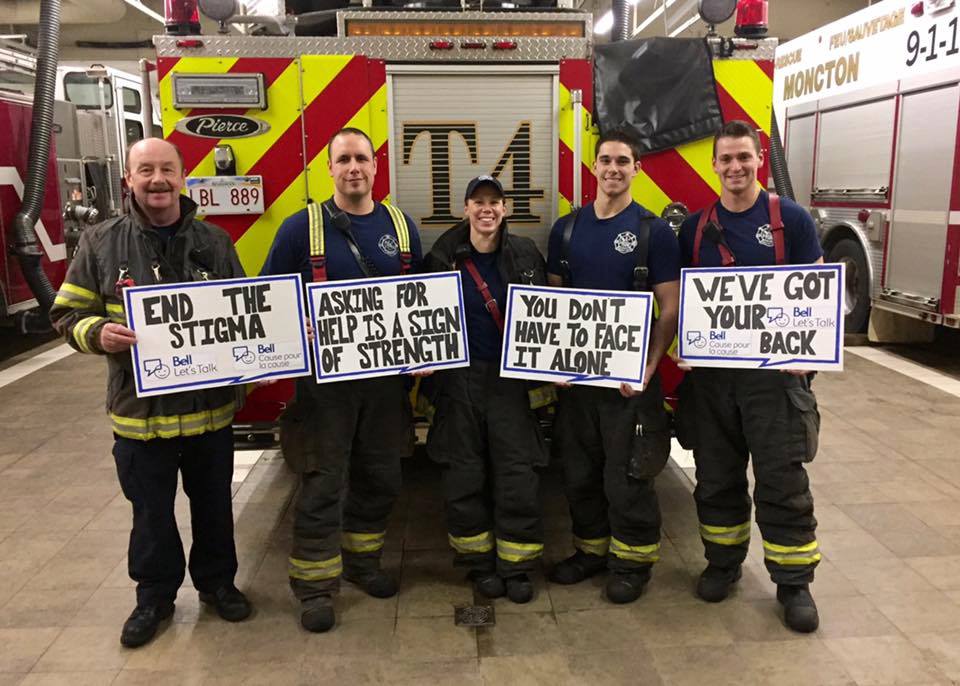 RESCUE FEU/SAUVETAGE
MONCTON
9-1-1
Pierce
LBL 889
T4
END THE
STIGMA
Bell
Let's Talk
Bell
Cause pour
la cause
ASKING FOR
HELP IS A SIGN
OF STRENGTH
YOU DON'T
HAVE TO FACE
IT ALONE
WE'VE GOT
YOUR
BACK
Bell
Let's Talk
Bell
Cause pour
la cause